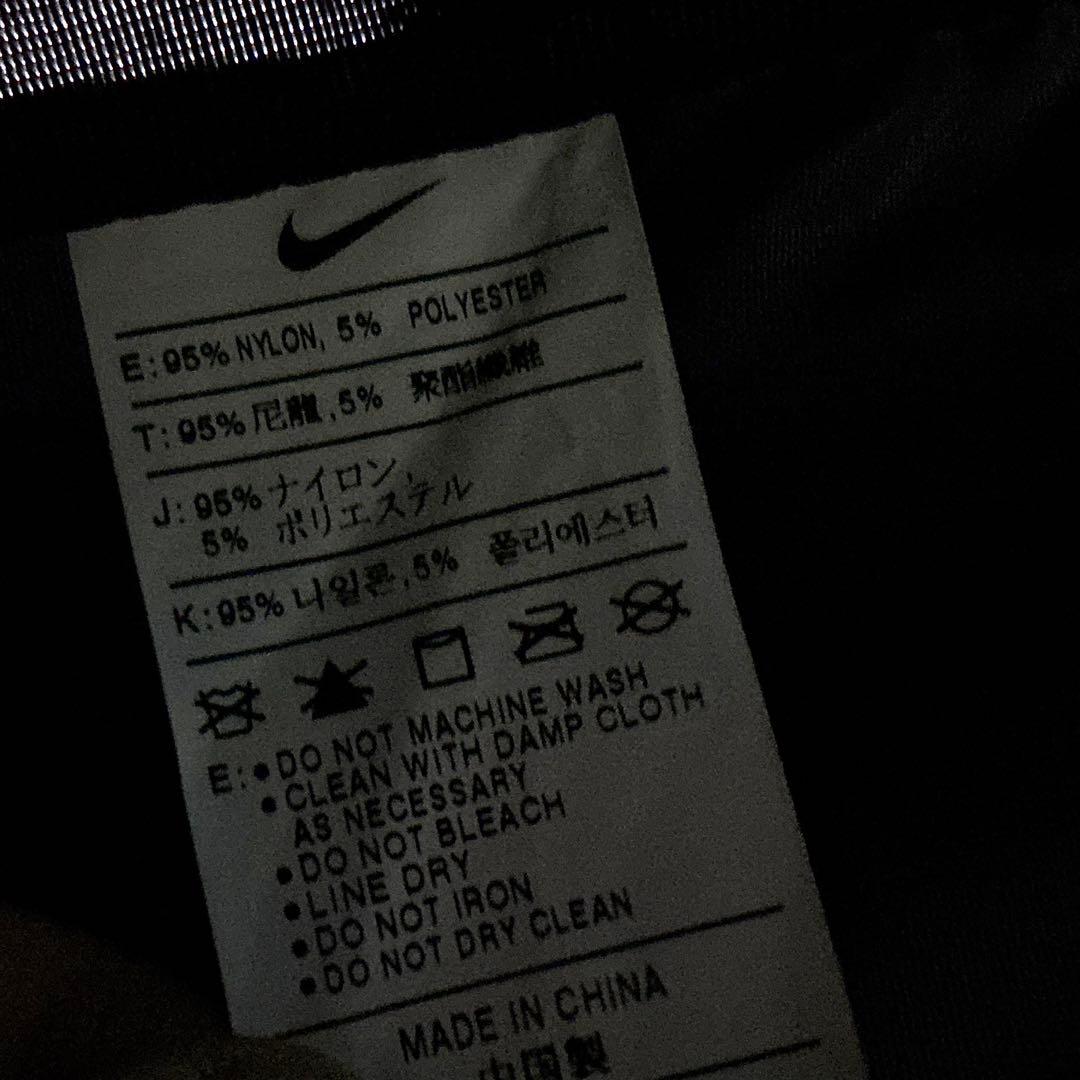 E: 95% NYLON, 5% POLYESTER
T: 95% 尼龍, 5% 聚酯纖維
J: 95% ナイロン,
5% ポリエステル
K: 95% 나일론, 5% 폴리에스터
E: • DO NOT MACHINE WASH
• CLEAN WITH DAMP CLOTH
AS NECESSARY
• DO NOT BLEACH
• LINE DRY
• DO NOT IRON
• DO NOT DRY CLEAN
MADE IN CHINA
中国製